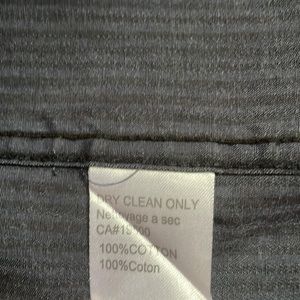 DRY CLEAN ONLY
Nettoyage a sec
100%COTTON
100%Coton